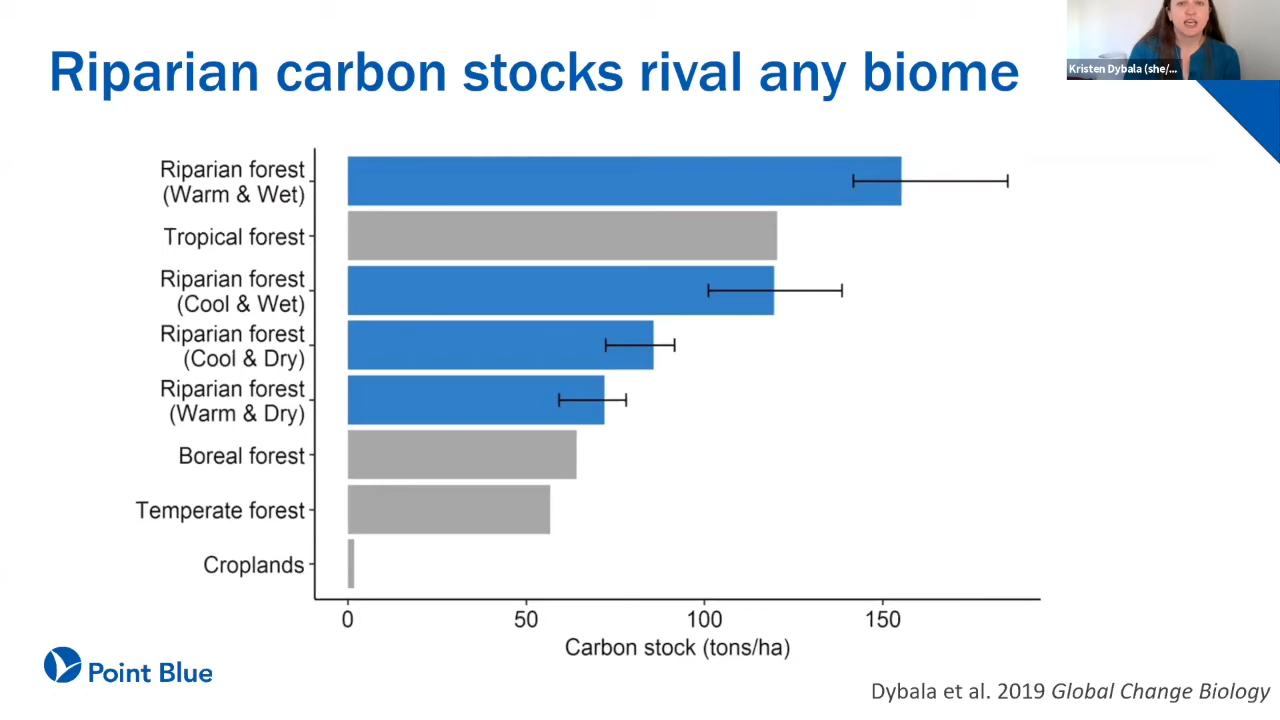 Riparian carbon stocks rival any biome
Kristen Dybala (she/...
Riparian forest
(Warm & Wet)
Tropical forest
Riparian forest
(Cool & Wet)
Riparian forest
(Cool & Dry)
Riparian forest
(Warm & Dry)
Boreal forest
Temperate forest
Croplands
0 50 100 150
Carbon stock (tons/ha)
Point Blue
Dybala et al. 2019 Global Change Biology